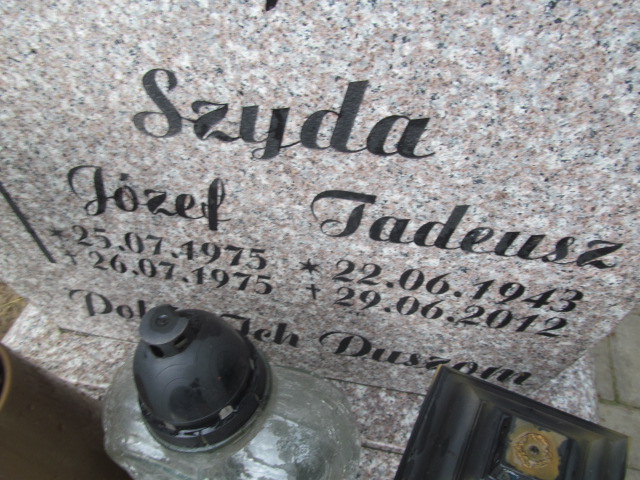 Szyda
Józef Tadeusz
* 25.07.1975 * 22.06.1943
† 26.07.1975 † 29.06.2012
Ich Duszom